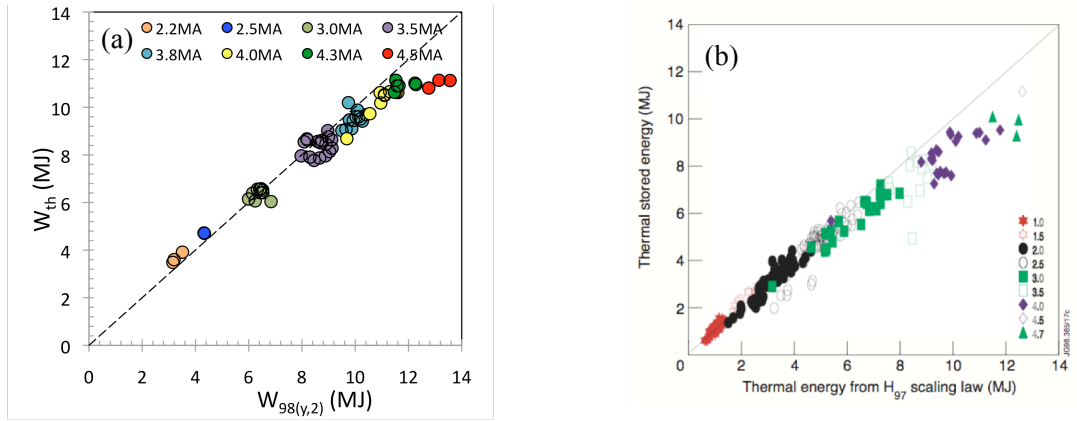 (a)
2.2MA 2.5MA 3.0MA 3.5MA
3.8MA 4.0MA 4.3MA 4.5MA
14
12
10
8
6
4
2
0
W_th (MJ)
0 2 4 6 8 10 12 14
W_98(y,2) (MJ)
(b)
14
12
10
8
6
4
2
Thermal stored energy (MJ)
1.0
1.5
2.0
2.5
3.0
3.5
4.0
4.5
4.7
JG98.365/17c
0 2 4 6 8 10 12 14
Thermal energy from H_97 scaling law (MJ)